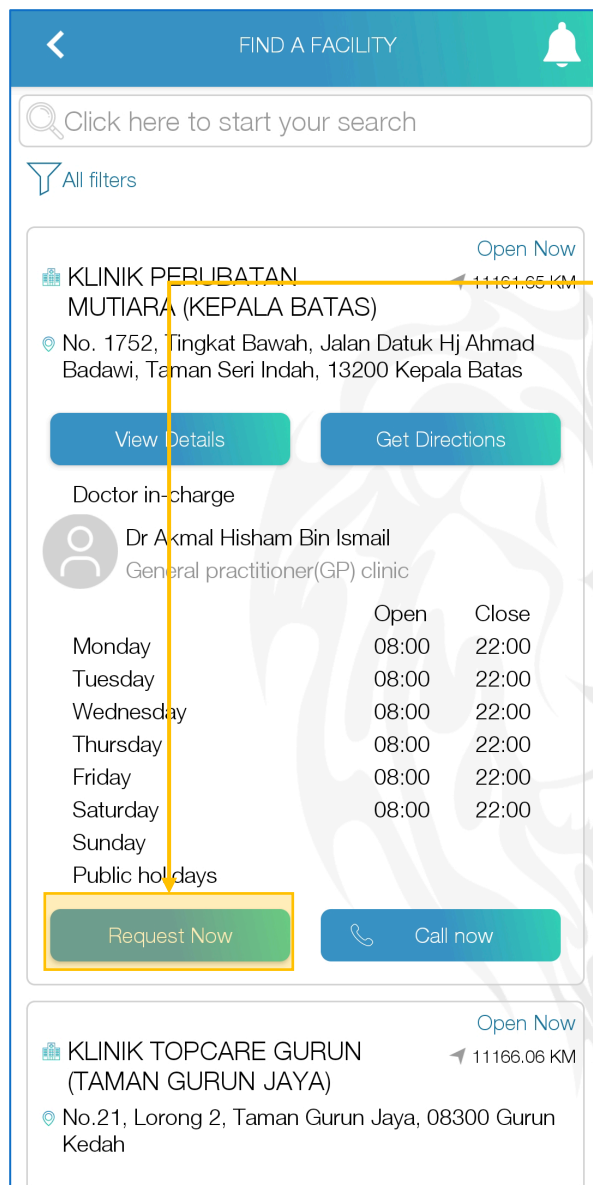 FIND A FACILITY
Click here to start your search
All filters
Open Now
KLINIK PERUBATAN
11161.65 KM
MUTIARA (KEPALA BATAS)
No. 1752, Tingkat Bawah, Jalan Datuk Hj Ahmad
Badawi, Taman Seri Indah, 13200 Kepala Batas
View Details
Get Directions
Doctor in-charge
Dr Akmal Hisham Bin Ismail
General practitioner(GP) clinic
Open Close
Monday 08:00 22:00
Tuesday 08:00 22:00
Wednesday 08:00 22:00
Thursday 08:00 22:00
Friday 08:00 22:00
Saturday 08:00 22:00
Sunday
Public holidays
Request Now
Call now
Open Now
KLINIK TOPCARE GURUN
11166.06 KM
(TAMAN GURUN JAYA)
No.21, Lorong 2, Taman Gurun Jaya, 08300 Gurun
Kedah